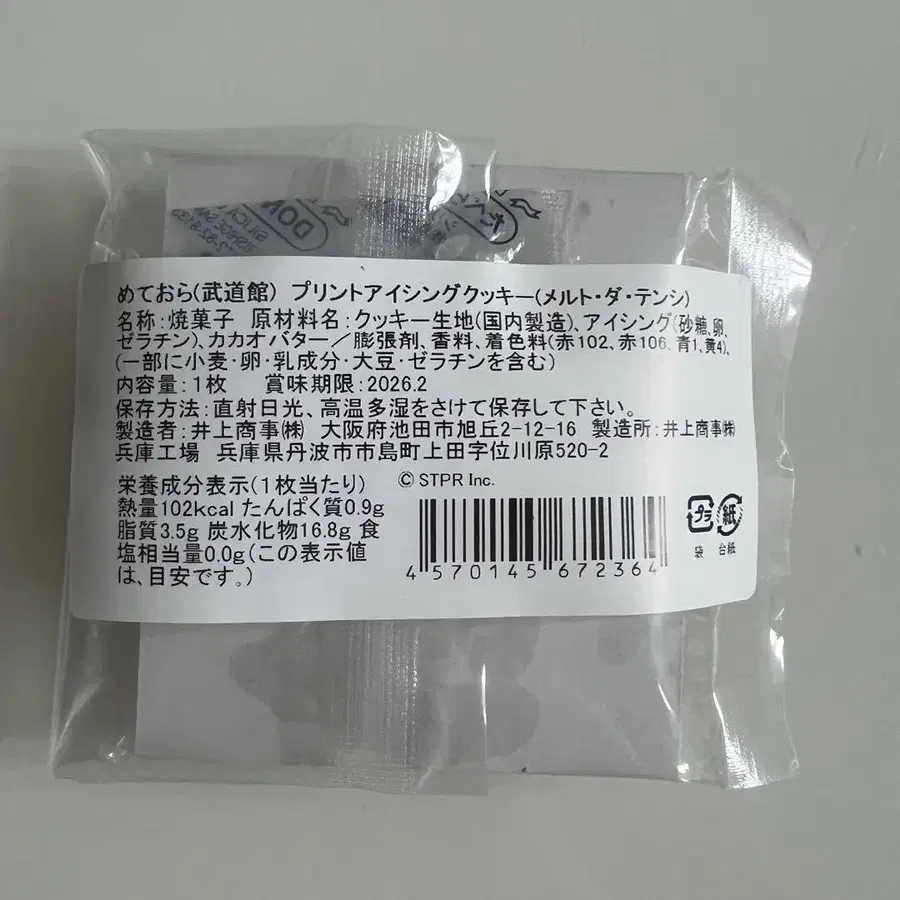 めておら(武道館) プリントアイシングクッキー(メルト・ダ・テンシ)
名称:焼菓子 原材料名:クッキー生地(国内製造)、アイシング(砂糖、卵、
ゼラチン)、カカオバター/膨張剤、香料、着色料(赤102、赤106、青1、黄4)、
(一部に小麦・卵・乳成分・大豆・ゼラチンを含む)
内容量:1枚 賞味期限:2026.2
保存方法:直射日光、高温多湿をさけて保存して下さい。
製造者:井上商事㈱ 大阪府池田市旭丘2-12-16 製造所:井上商事㈱
兵庫工場 兵庫県丹波市市島町上田字位川原520-2
栄養成分表示(1枚当たり)
熱量102kcal たんぱく質0.9g
脂質3.5g 炭水化物16.8g 食
塩相当量0.0g(この表示値
は、目安です。)
© STPR Inc.
4 570145 672364
プラ 紙
袋 台紙